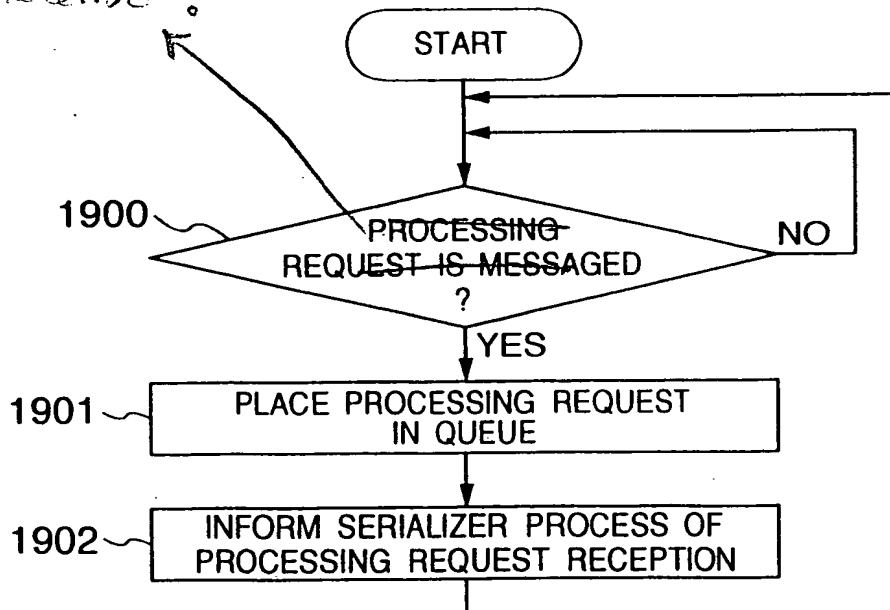 START
1900
PROCESSING
REQUEST IS MESSAGED
?
NO
YES
1901
PLACE PROCESSING REQUEST
IN QUEUE
1902
INFORM SERIALIZER PROCESS OF
PROCESSING REQUEST RECEPTION